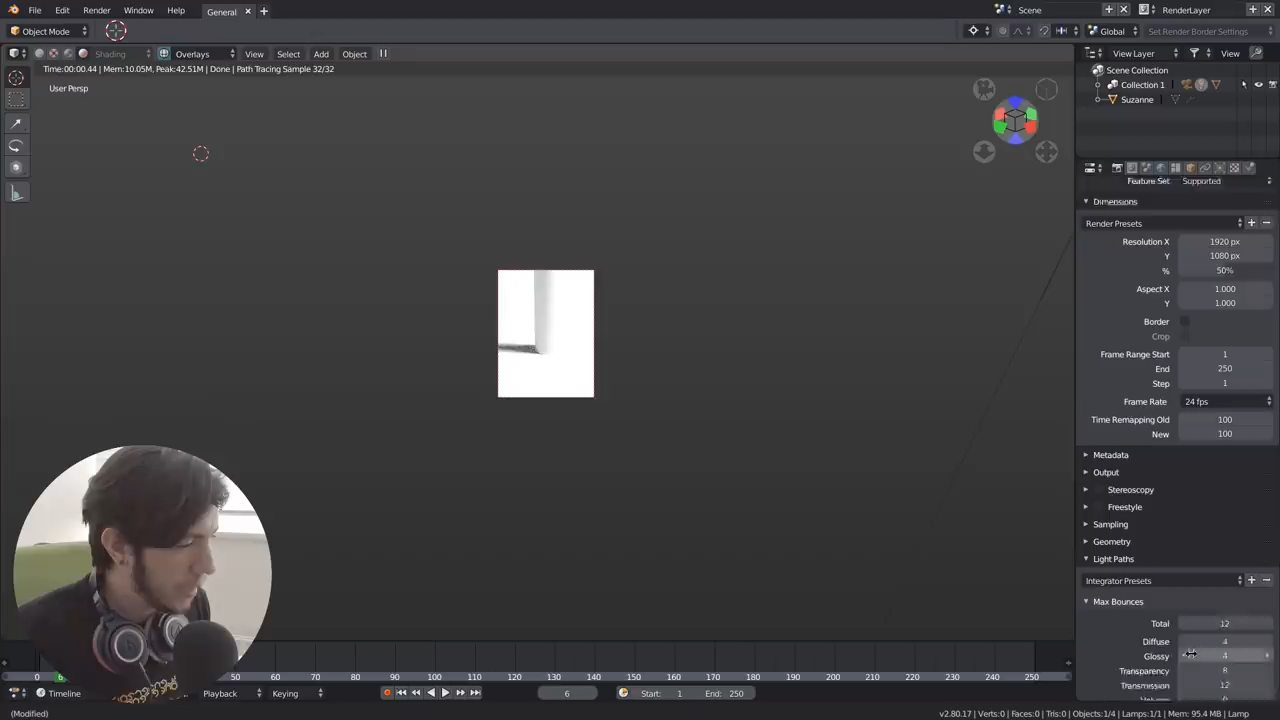 File Edit Render Window Help General Scene RenderLayer
Object Mode Global Set Render Border Settings
Shading Overlays View Select Add Object View Layer View
Time:00:00.44 | Mem:10.05M, Peak:42.51M | Done | Path Tracing Sample 32/32
Scene Collection
User Persp
Collection 1
Suzanne
Feature Set Supported
Dimensions
Render Presets
Resolution X 1920 px
Y 1080 px
% 50%
Aspect X 1.000
Y 1.000
Border
Crop
Frame Range Start 1
End 250
Step 1
Frame Rate 24 fps
Time Remapping Old 100
New 100
Metadata
Output
Stereoscopy
Freestyle
Sampling
Geometry
Light Paths
Integrator Presets
Max Bounces
Total 12
Diffuse 4
Glossy 4
Transparency 8
Transmission 12
0 50 60 70 80 90 100 110 120 130 140 150 160 170 180 190 200 210 220 230 240 250
Timeline Playback Keying 6 Start: 1 End: 250
(Modified) v2.80.17 | Verts:0 | Faces:0 | Tris:0 | Objects:1/4 | Lamps:1/1 | Mem: 95.4 MB | Lamp